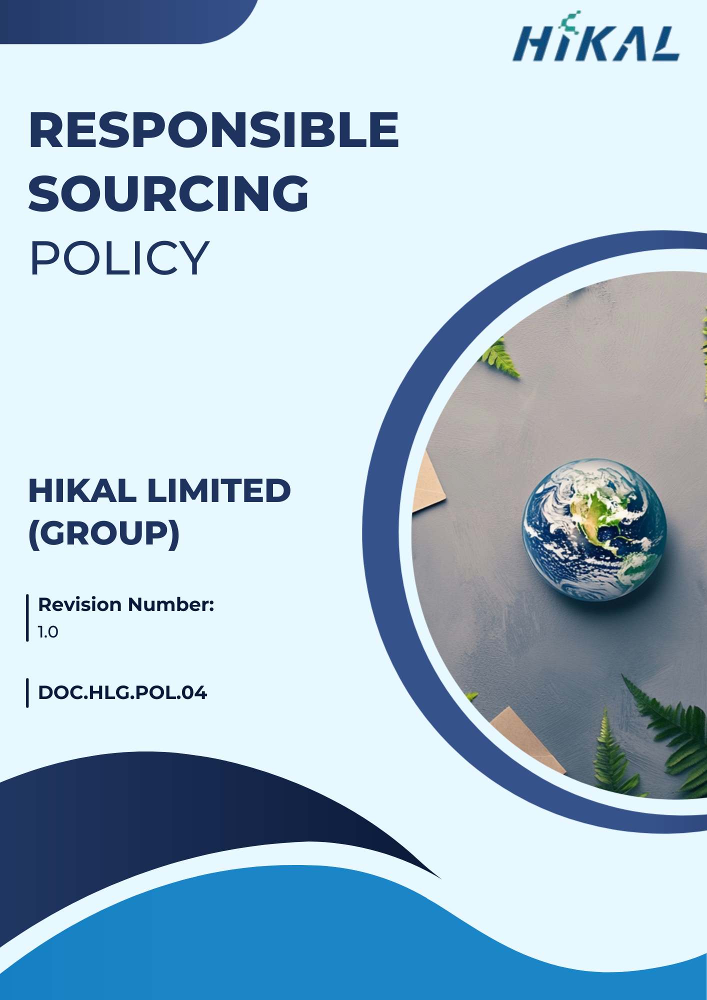 HIKAL
RESPONSIBLE
SOURCING
POLICY
HIKAL LIMITED
(GROUP)
Revision Number:
1.0
DOC.HLG.POL.04